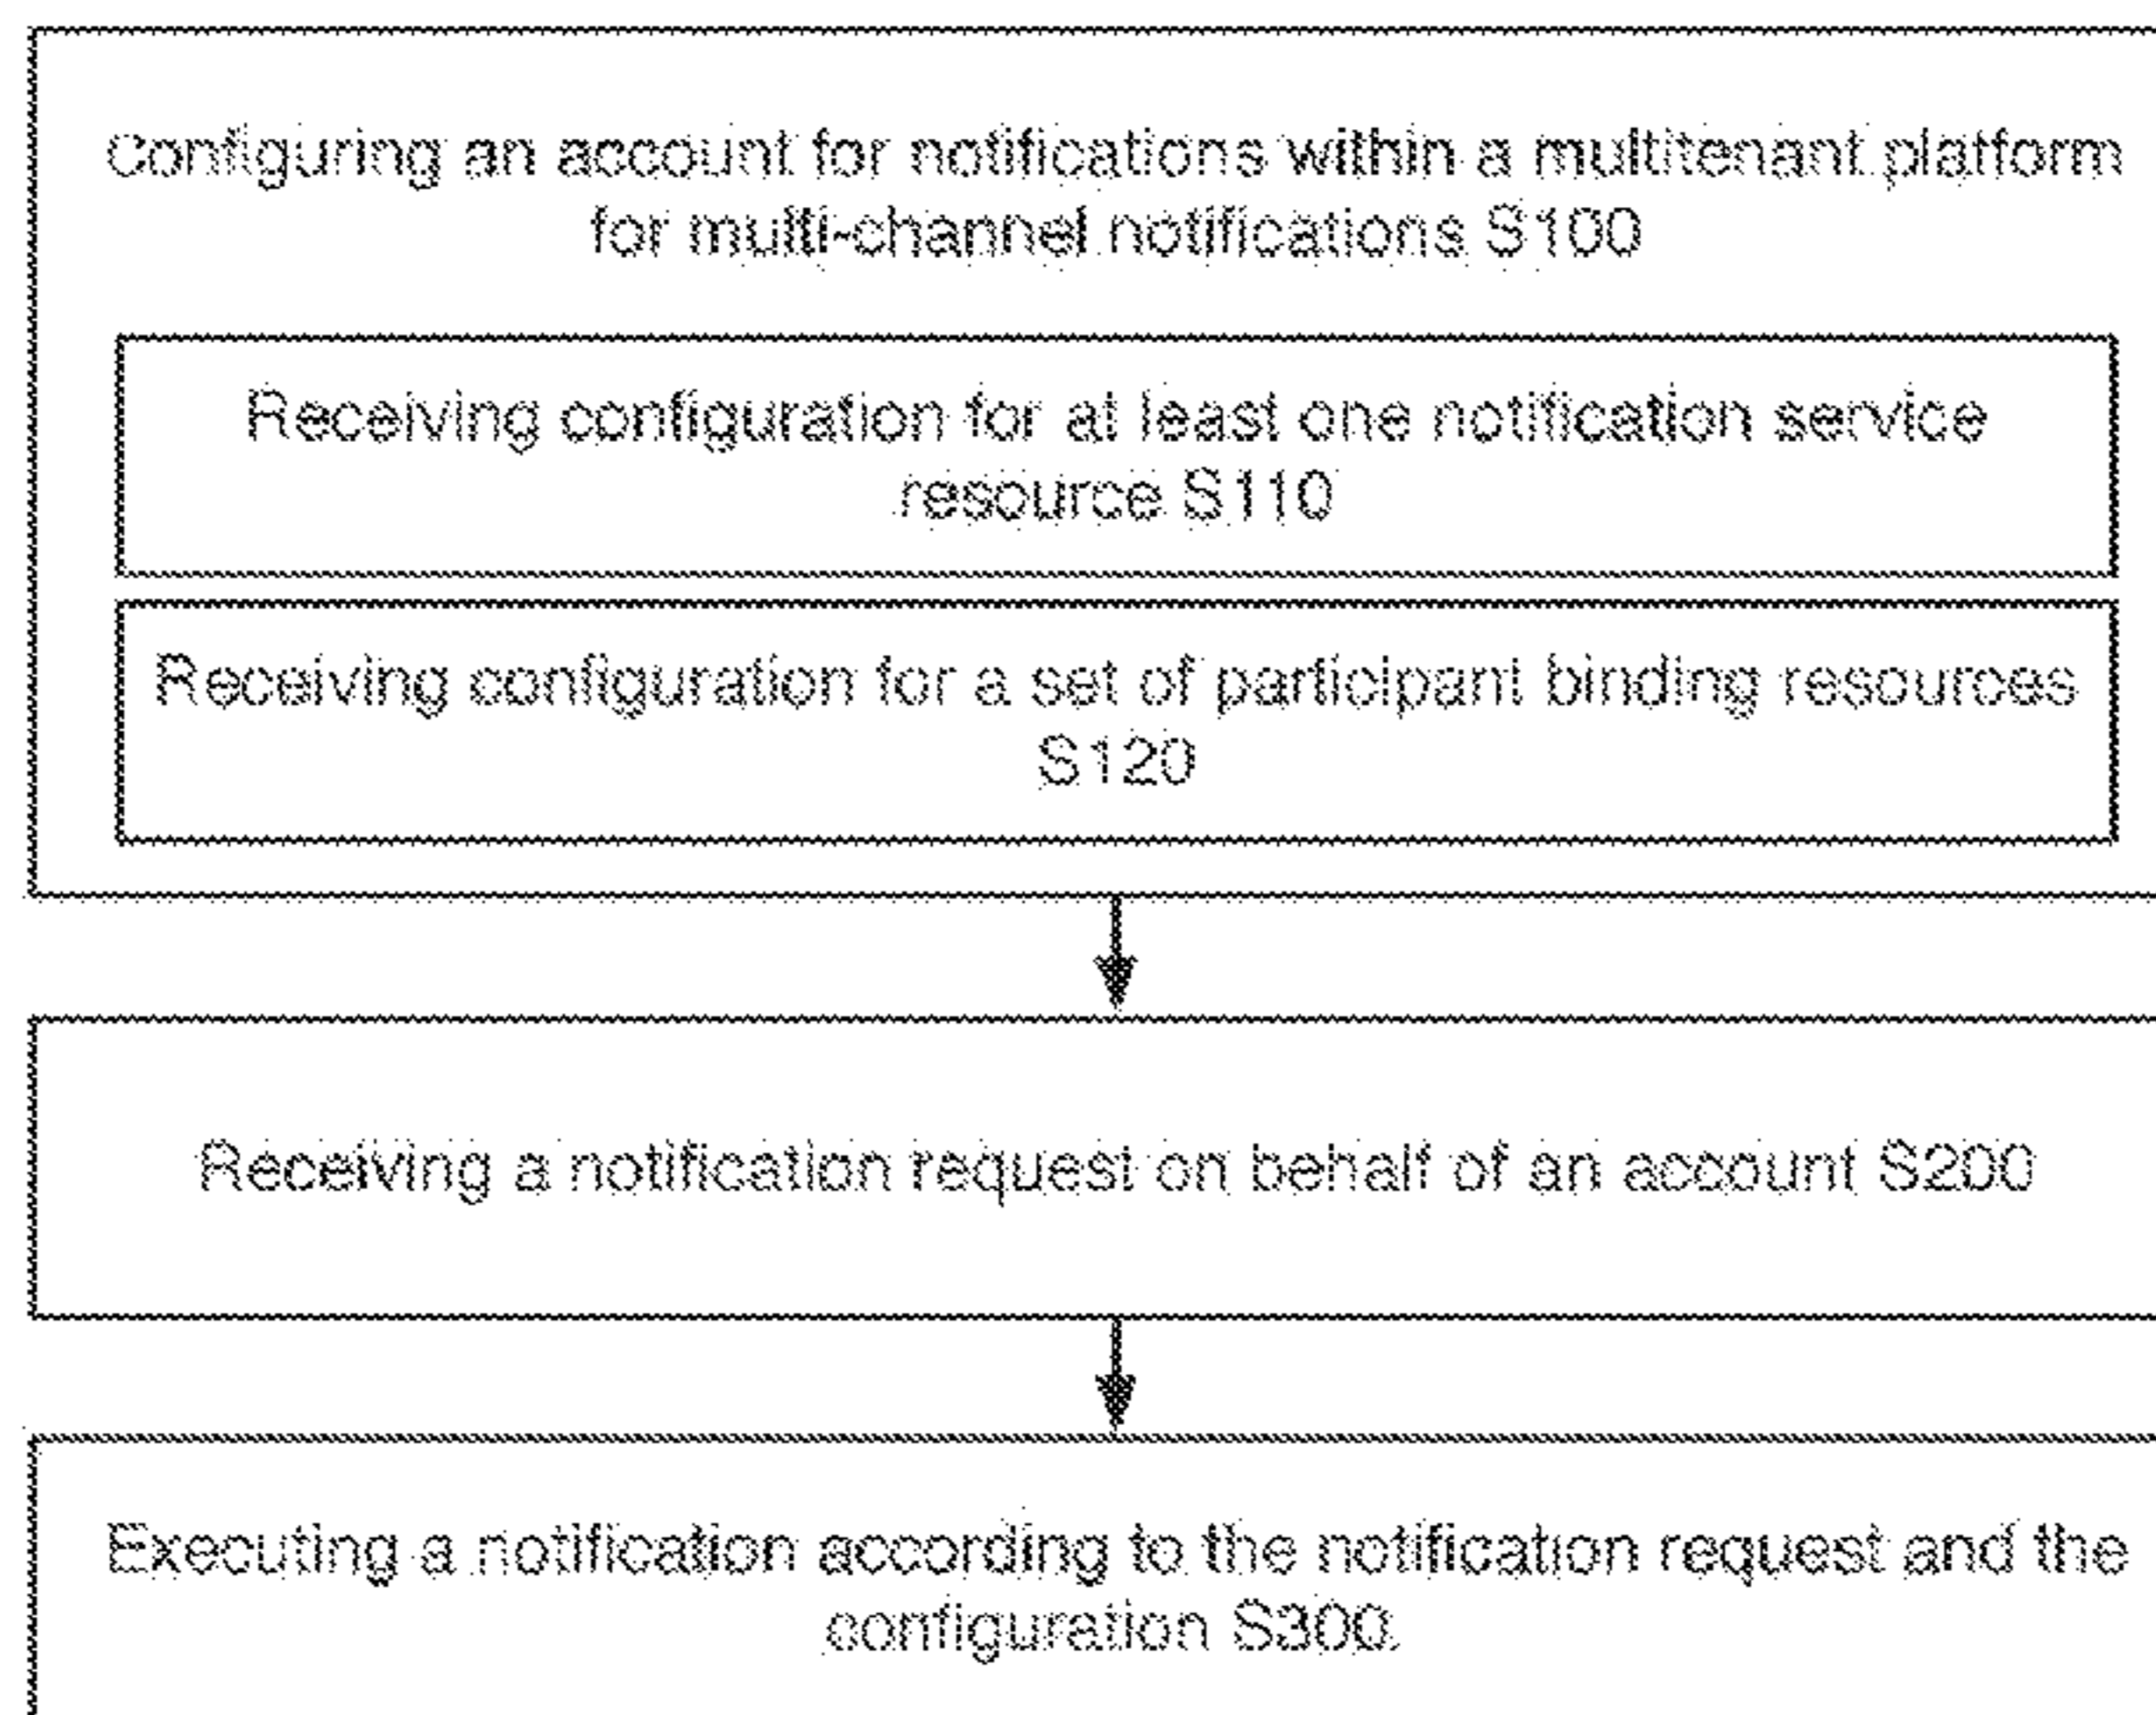 Configuring an account for notifications within a multitenant platform
for multi-channel notifications S100
Receiving configuration for at least one notification service
resource S110
Receiving configuration for a set of participant binding resources
S120
Receiving a notification request on behalf of an account S200
Executing a notification according to the notification request and the
configuration S300